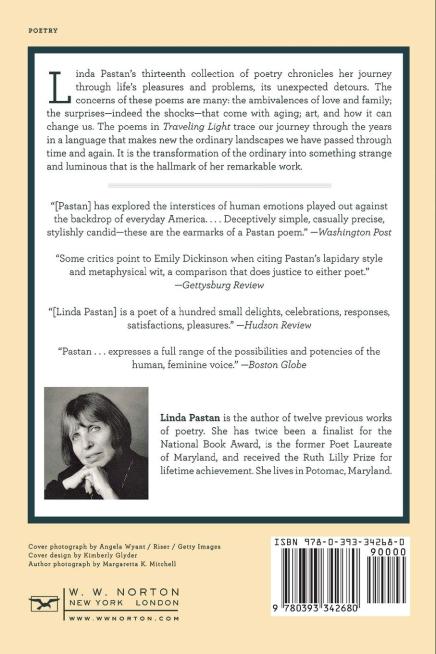 POETRY
Linda Pastan's thirteenth collection of poetry chronicles her journey
through life's pleasures and problems, its unexpected detours. The
concerns of these poems are many: the ambivalences of love and family;
the surprises—indeed the shocks—that come with aging; art, and how it can
change us. The poems in Traveling Light trace our journey through the years
in a language that makes new the ordinary landscapes we have passed through
time and again. It is the transformation of the ordinary into something strange
and luminous that is the hallmark of her remarkable work.
“[Pastan] has explored the interstices of human emotions played out against
the backdrop of everyday America. . . . Deceptively simple, casually precise,
stylishly candid—these are the earmarks of a Pastan poem.” —Washington Post
“Some critics point to Emily Dickinson when citing Pastan's lapidary style
and metaphysical wit, a comparison that does justice to either poet.”
—Gettysburg Review
“[Linda Pastan] is a poet of a hundred small delights, celebrations, responses,
satisfactions, pleasures.” —Hudson Review
“Pastan . . . expresses a full range of the possibilities and potencies of the
human, feminine voice.” —Boston Globe
Linda Pastan is the author of twelve previous works
of poetry. She has twice been a finalist for the
National Book Award, is the former Poet Laureate
of Maryland, and received the Ruth Lilly Prize for
lifetime achievement. She lives in Potomac, Maryland.
Cover photograph by Angela Wyant / Riser / Getty Images
Cover design by Kimberly Glyder
Author photograph by Margaretta K. Mitchell
W. W. NORTON
NEW YORK LONDON
WWW.WWNORTON.COM
ISBN 978-0-393-34268-0
90000
9 780393 342680